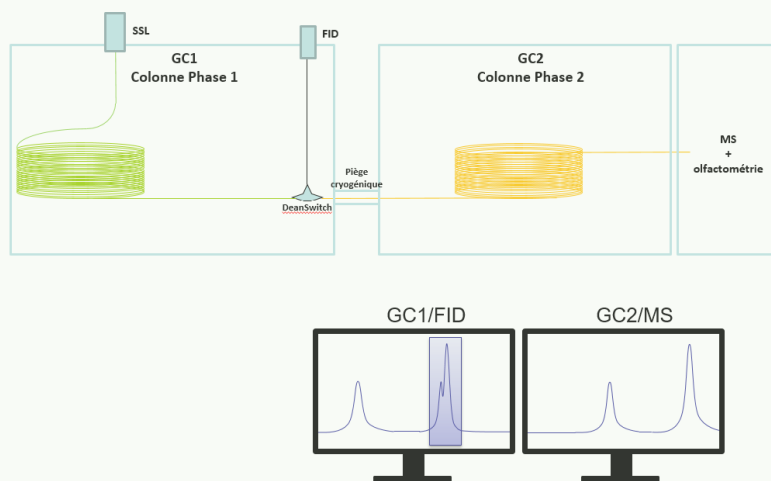 SSL
FID
GC1
Colonne Phase 1
GC2
Colonne Phase 2
MS
+
olfactométrie
Piège
cryogénique
DeanSwitch
GC1/FID
GC2/MS